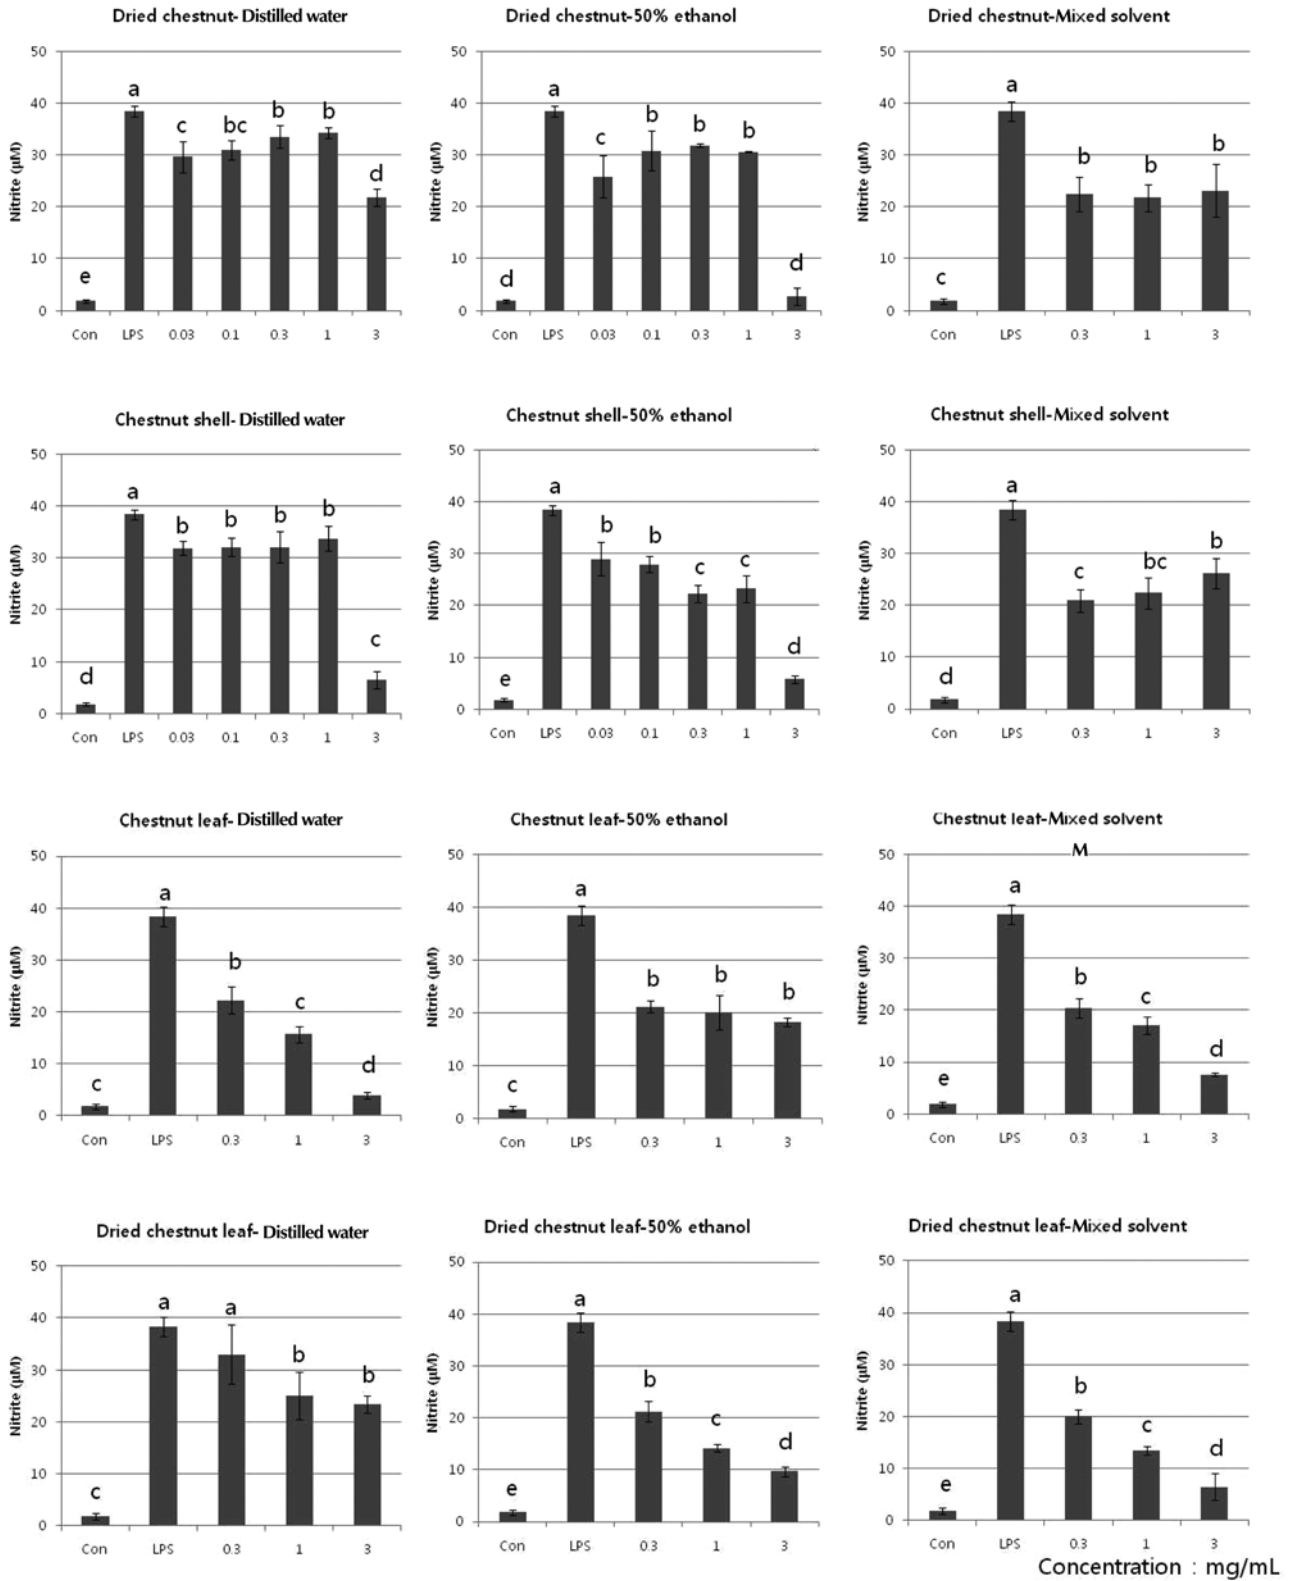 Dried chestnut- Distilled water
50
40
30
20
10
0
Nitrite (µM)
e
a
c
bc
b
b
d
Con LPS 0.03 0.1 0.3 1 3
Dried chestnut-50% ethanol
50
40
30
20
10
0
Nitrite (µM)
d
a
c
b
b
b
d
Con LPS 0.03 0.1 0.3 1 3
Dried chestnut-Mixed solvent
50
40
30
20
10
0
Nitrite (µM)
c
a
b
b
b
Con LPS 0.3 1 3
Chestnut shell- Distilled water
50
40
30
20
10
0
Nitrite (µM)
d
a
b
b
b
b
c
Con LPS 0.03 0.1 0.3 1 3
Chestnut shell-50% ethanol
50
40
30
20
10
0
Nitrite (µM)
e
a
b
b
c
c
d
Con LPS 0.03 0.1 0.3 1 3
Chestnut shell-Mixed solvent
50
40
30
20
10
0
Nitrite (µM)
d
a
c
bc
b
Con LPS 0.3 1 3
Chestnut leaf- Distilled water
50
40
30
20
10
0
Nitrite (µM)
c
a
b
c
d
Con LPS 0.3 1 3
Chestnut leaf-50% ethanol
50
40
30
20
10
0
Nitrite (µM)
c
a
b
b
b
Con LPS 0.3 1 3
Chestnut leaf-Mixed solvent
M
50
40
30
20
10
0
Nitrite (µM)
e
a
b
c
d
Con LPS 0.3 1 3
Dried chestnut leaf- Distilled water
50
40
30
20
10
0
Nitrite (µM)
c
a
a
b
b
Con LPS 0.3 1 3
Dried chestnut leaf-50% ethanol
50
40
30
20
10
0
Nitrite (µM)
e
a
b
c
d
Con LPS 0.3 1 3
Dried chestnut leaf-Mixed solvent
50
40
30
20
10
0
Nitrite (µM)
e
a
b
c
d
Con LPS 0.3 1 3
Concentration : mg/mL